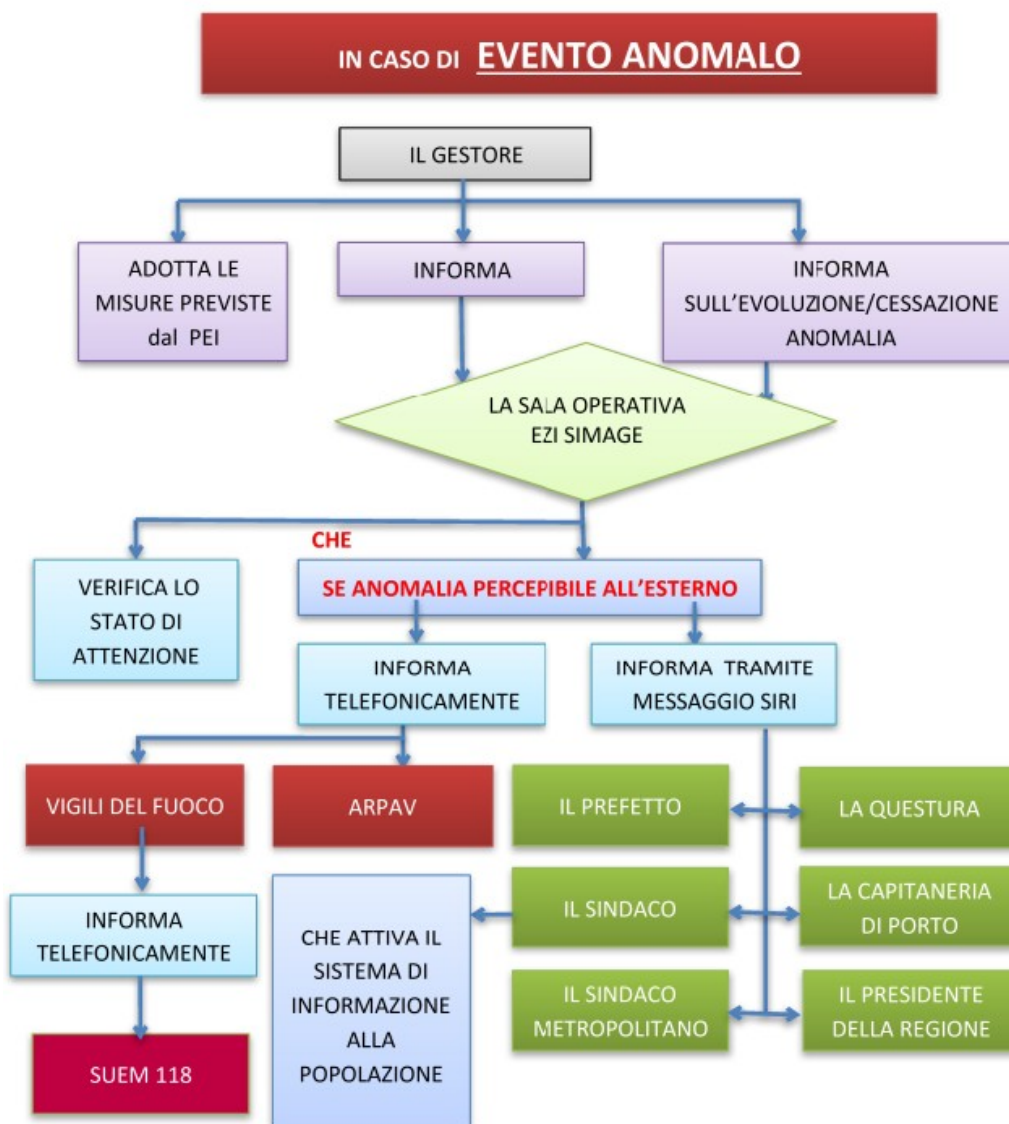 IN CASO DI EVENTO ANOMALO
IL GESTORE
ADOTTA LE
MISURE PREVISTE
dal PEI
INFORMA
INFORMA
SULL'EVOLUZIONE/CESSAZIONE
ANOMALIA
LA SALA OPERATIVA
EZI SIMAGE
CHE
VERIFICA LO
STATO DI
ATTENZIONE
SE ANOMALIA PERCEPIBILE ALL'ESTERNO
INFORMA
TELEFONICAMENTE
INFORMA TRAMITE
MESSAGGIO SIRI
VIGILI DEL FUOCO
ARPAV
IL PREFETTO
LA QUESTURA
INFORMA
TELEFONICAMENTE
CHE ATTIVA IL
SISTEMA DI
INFORMAZIONE
ALLA
POPOLAZIONE
IL SINDACO
LA CAPITANERIA
DI PORTO
IL SINDACO
METROPOLITANO
IL PRESIDENTE
DELLA REGIONE
SUEM 118